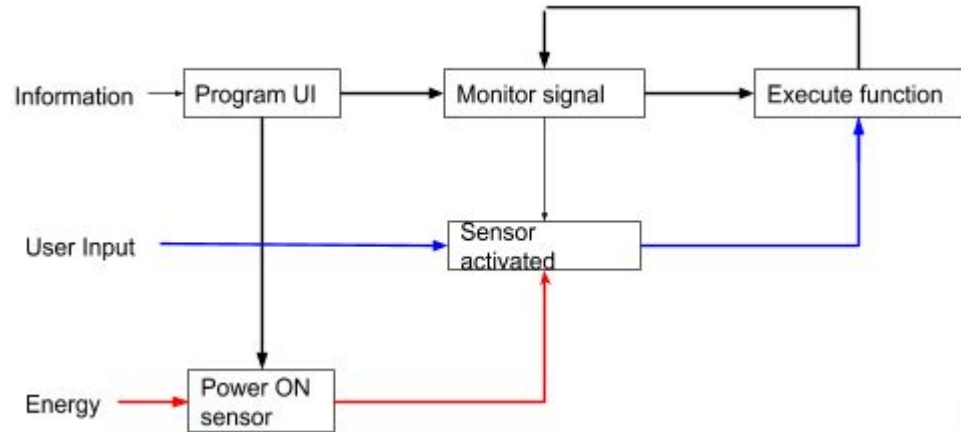 Information
Program UI
Monitor signal
Execute function
User Input
Sensor
activated
Energy
Power ON
sensor